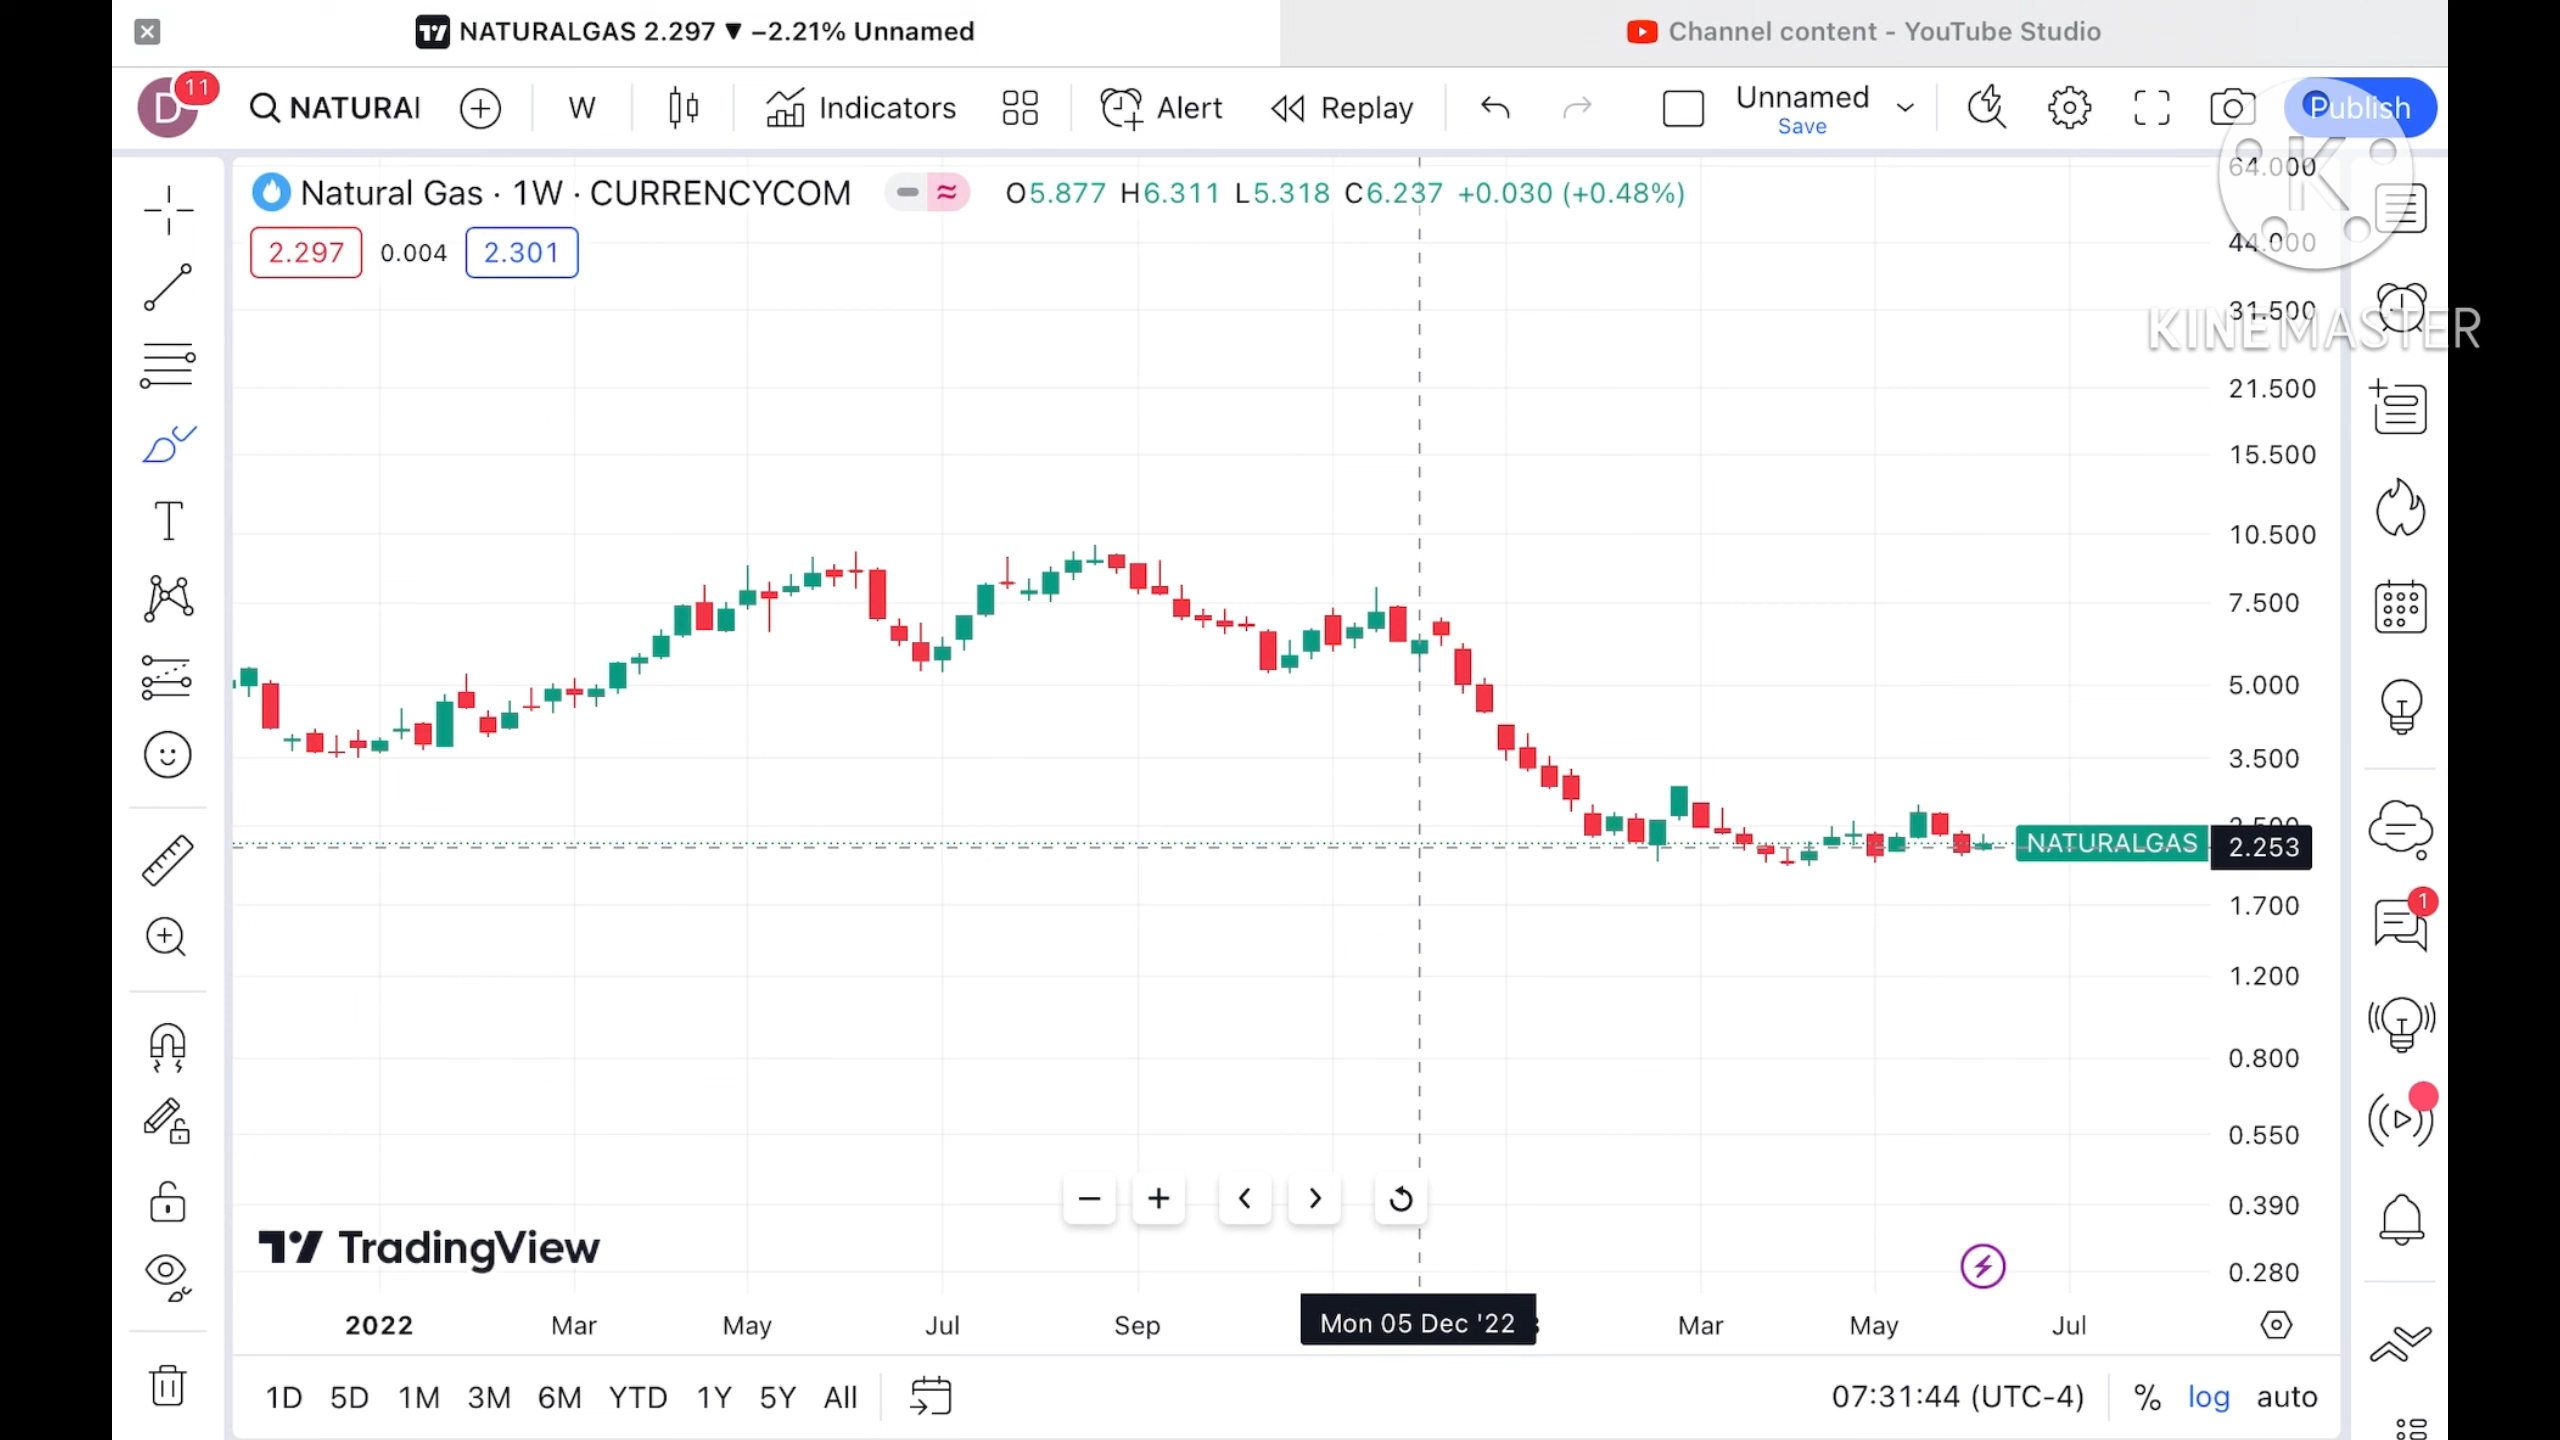 NATURALGAS 2.297 ▼ −2.21% Unnamed
Channel content - YouTube Studio
D
11
NATURAI
W
Indicators
Alert
Replay
Unnamed
Save
Publish
Natural Gas · 1W · CURRENCYCOM
O5.877 H6.311 L5.318 C6.237 +0.030 (+0.48%)
2.297
0.004
2.301
K
KINEMASTER
T
64.000
44.000
31.500
21.500
15.500
10.500
7.500
5.000
3.500
2.500
NATURALGAS
2.253
1.700
1
1.200
0.800
0.550
0.390
0.280
TradingView
2022
Mar
May
Jul
Sep
Mon 05 Dec '22
Mar
May
Jul
1D
5D
1M
3M
6M
YTD
1Y
5Y
All
07:31:44 (UTC-4)
%
log
auto